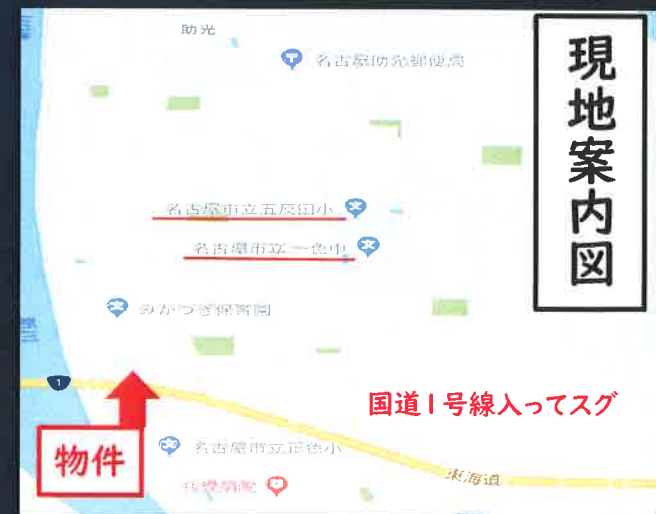 助光
名古屋助光郵便局
現地案内図
名古屋市立五反田小
名古屋市立一色中
みかづき保育園
1
国道1号線入ってスグ
物件
名古屋市立正色小
東海道